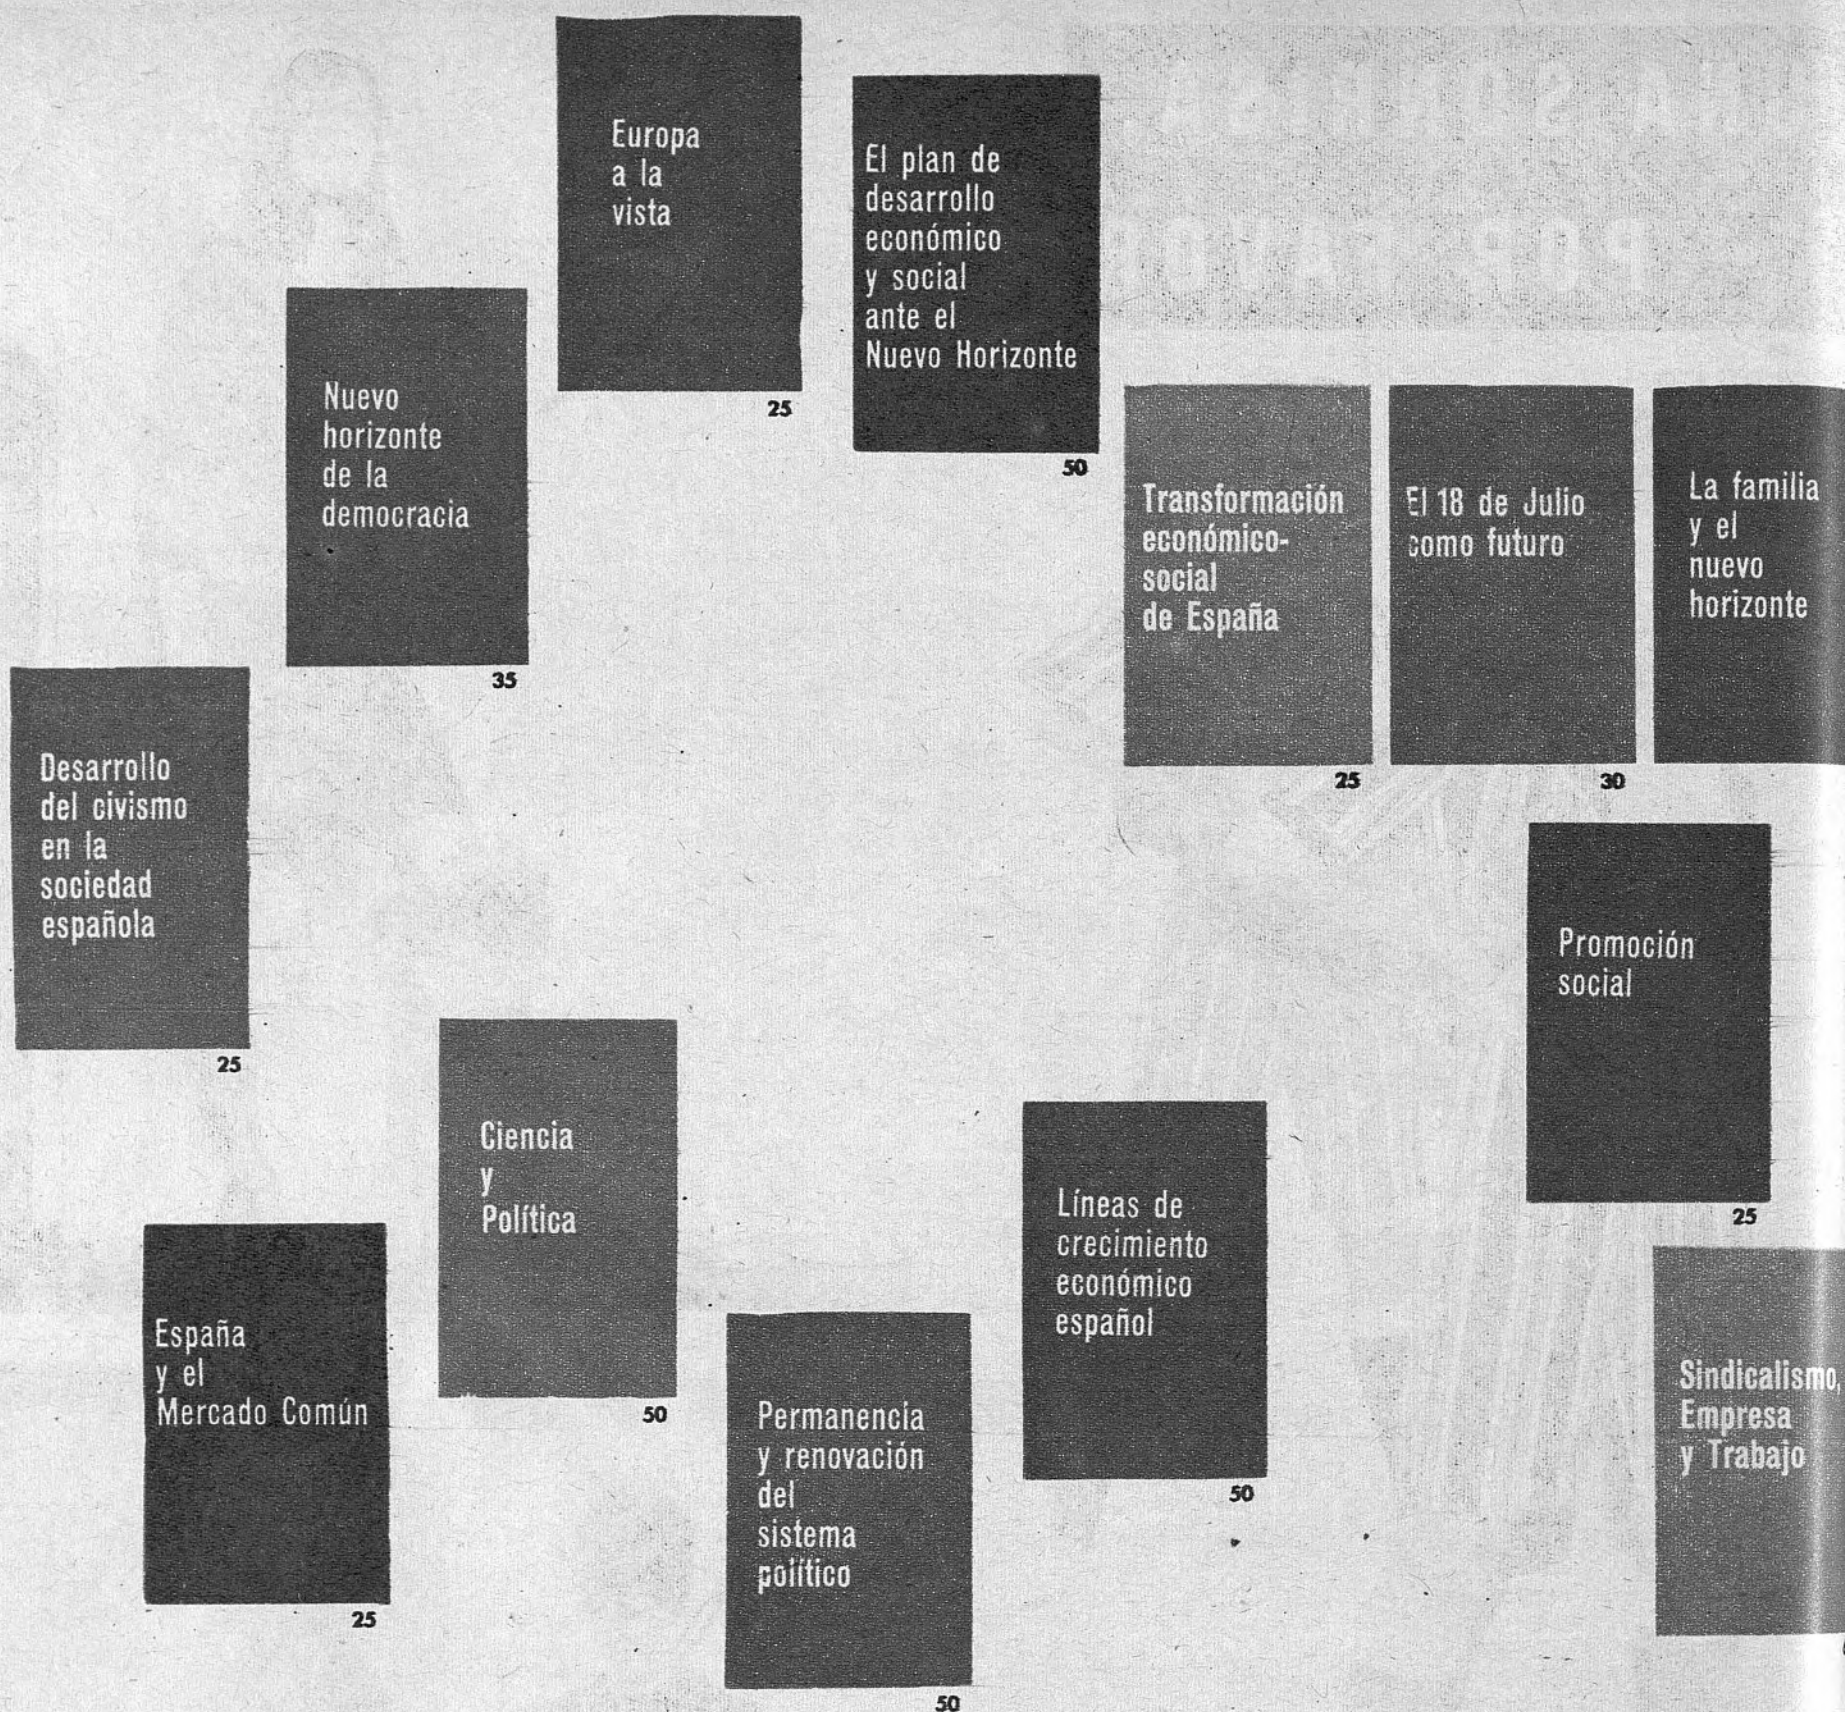 Europa
a la
vista
25
El plan de
desarrollo
económico
y social
ante el
Nuevo Horizonte
50
Nuevo
horizonte
de la
democracia
35
Transformación
económico-
social
de España
25
El 18 de Julio
como futuro
30
La familia
y el
nuevo
horizonte
Desarrollo
del civismo
en la
sociedad
española
25
Promoción
social
25
Ciencia
y
Política
50
Líneas de
crecimiento
económico
español
50
España
y el
Mercado Común
25
Permanencia
y renovación
del
sistema
político
50
Sindicalismo,
Empresa
y Trabajo